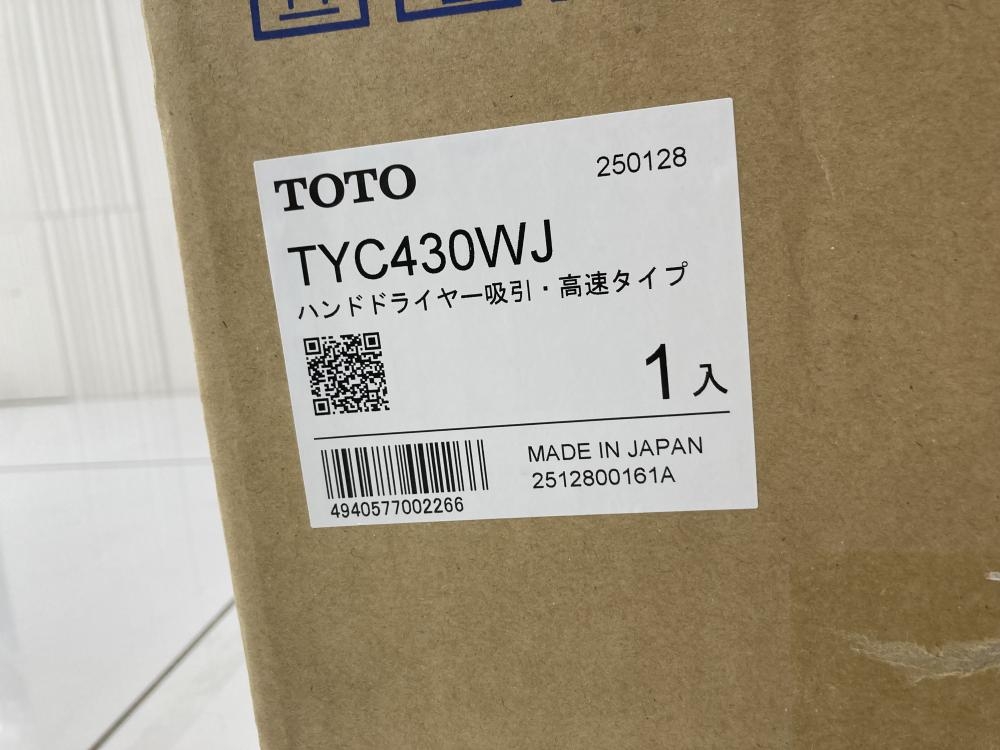 TOTO
250128
TYC430WJ
ハンドドライヤー吸引・高速タイプ
1入
MADE IN JAPAN
2512800161A
4940577002266